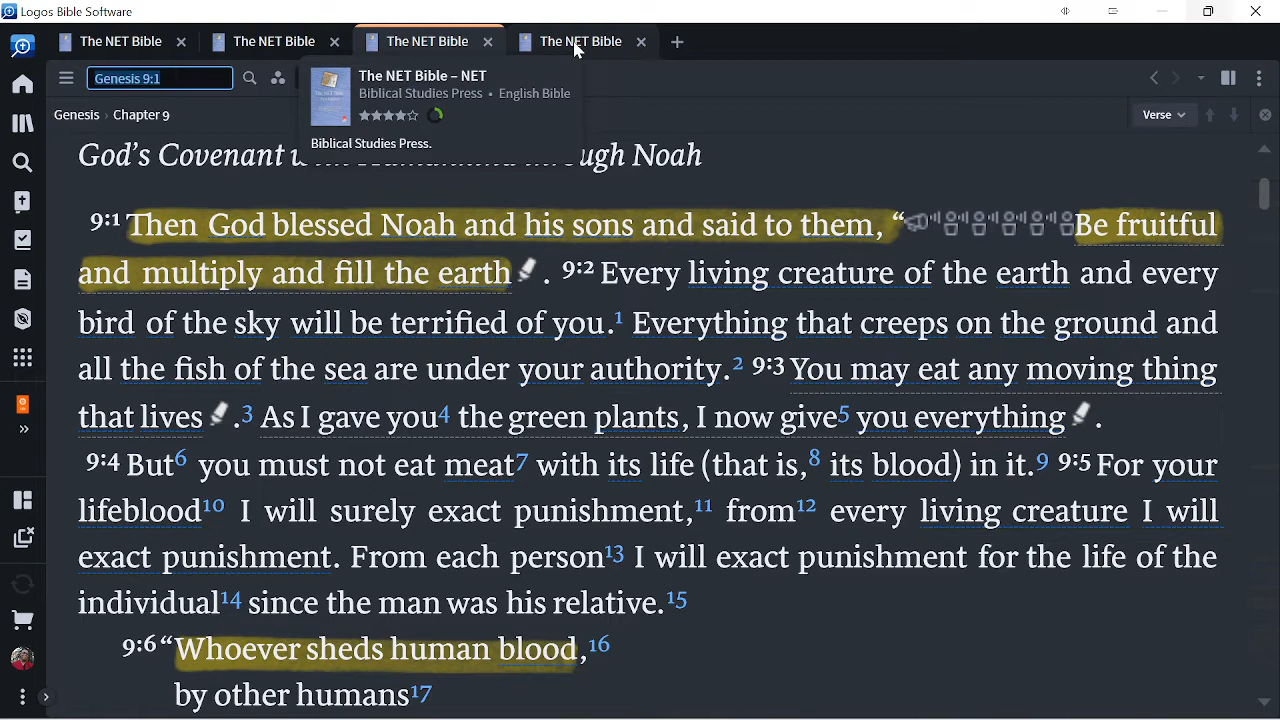 Logos Bible Software
The NET Bible
The NET Bible
The NET Bible
The NET Bible
Genesis 9:1
The NET Bible – NET
Biblical Studies Press • English Bible
Biblical Studies Press.
Genesis › Chapter 9
Verse
God's Covenant
ugh Noah
9:1 Then God blessed Noah and his sons and said to them, “Be fruitful
and multiply and fill the earth. 9:2 Every living creature of the earth and every
bird of the sky will be terrified of you.1 Everything that creeps on the ground and
all the fish of the sea are under your authority.2 9:3 You may eat any moving thing
that lives.3 As I gave you4 the green plants, I now give5 you everything.
9:4 But6 you must not eat meat7 with its life (that is,8 its blood) in it.9 9:5 For your
lifeblood10 I will surely exact punishment,11 from12 every living creature I will
exact punishment. From each person13 I will exact punishment for the life of the
individual14 since the man was his relative.15
9:6 “Whoever sheds human blood,16
by other humans17